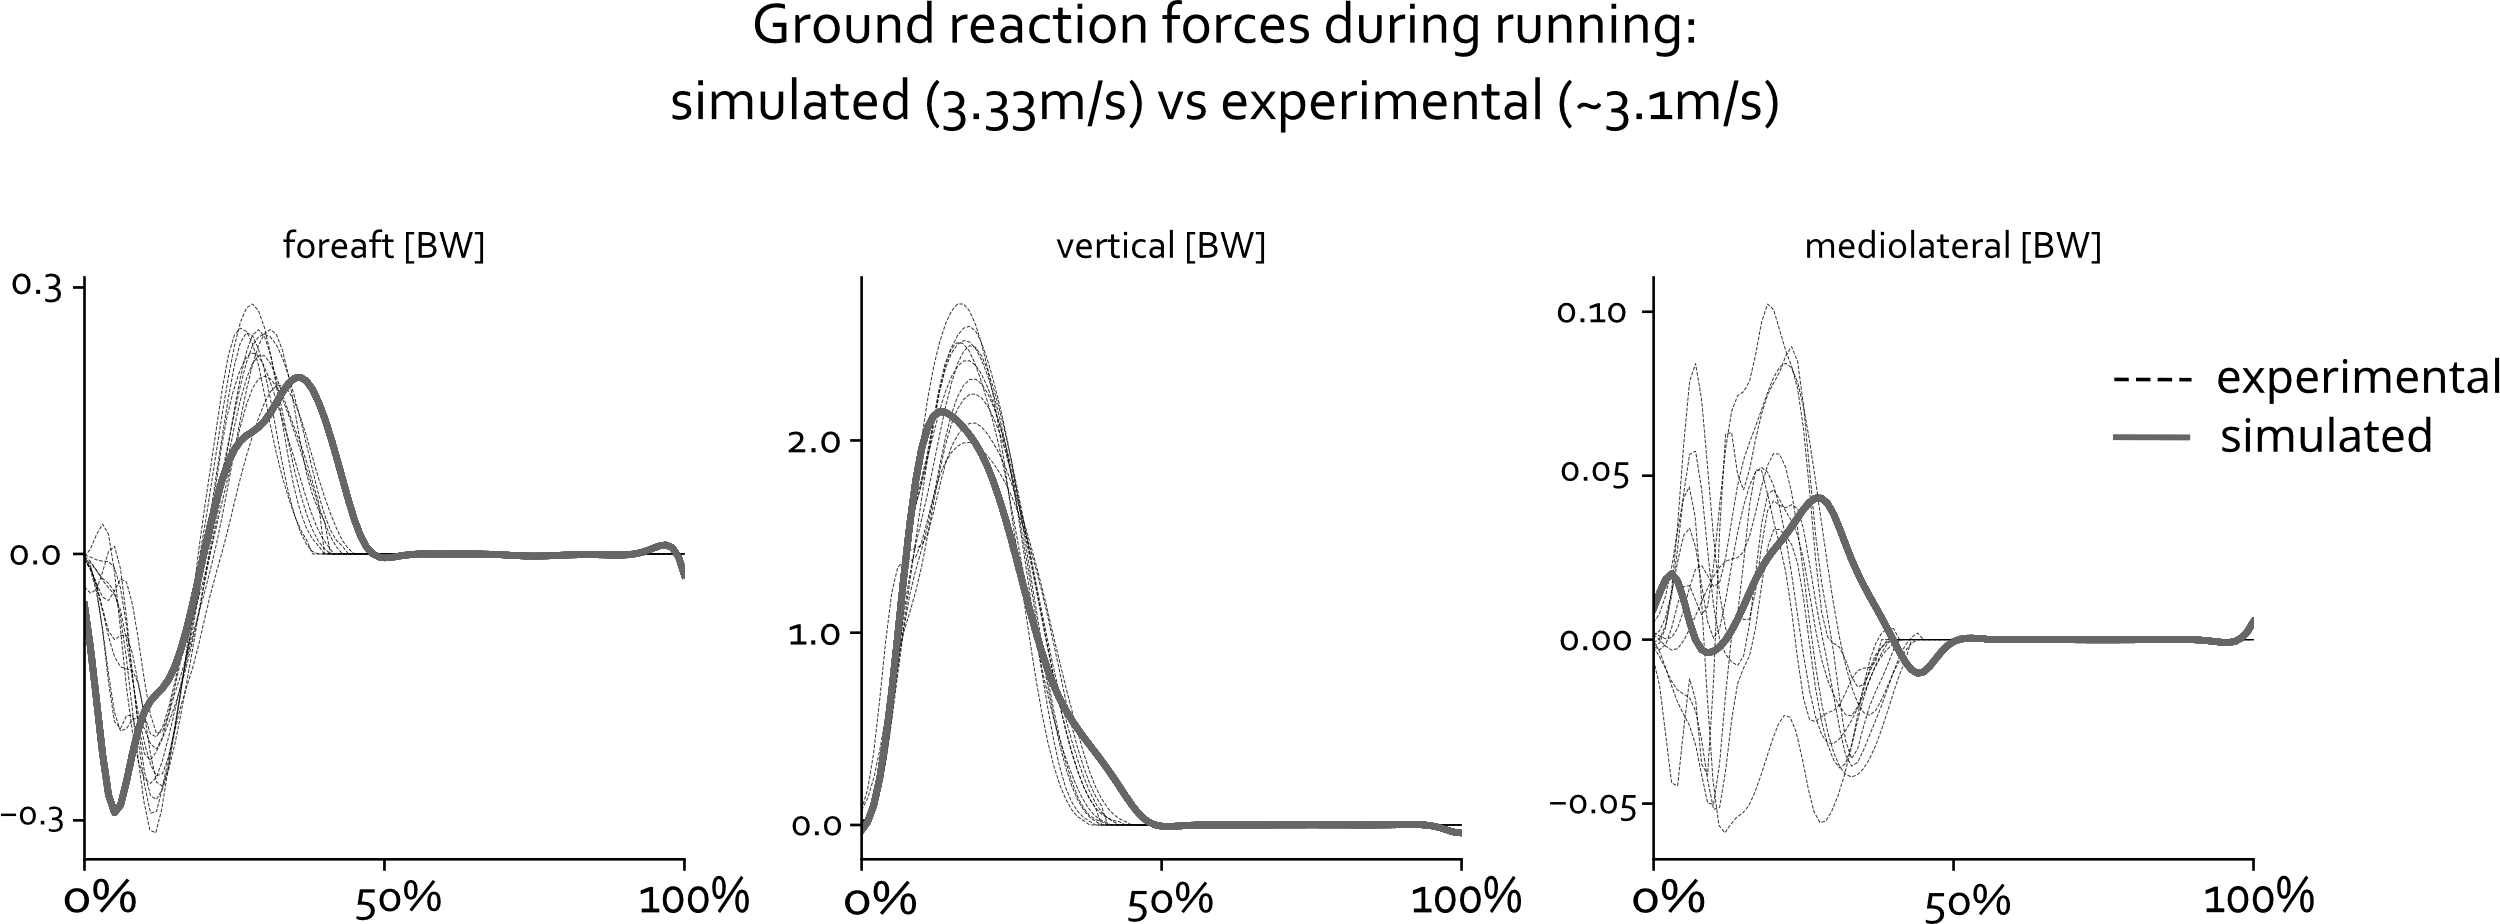 Ground reaction forces during running:
simulated (3.33m/s) vs experimental (~3.1m/s)
foreaft [BW]
0.3
0.0
−0.3
0%
50%
100%
vertical [BW]
2.0
1.0
0.0
0%
50%
100%
mediolateral [BW]
0.10
0.05
0.00
−0.05
0%
50%
100%
experimental
simulated